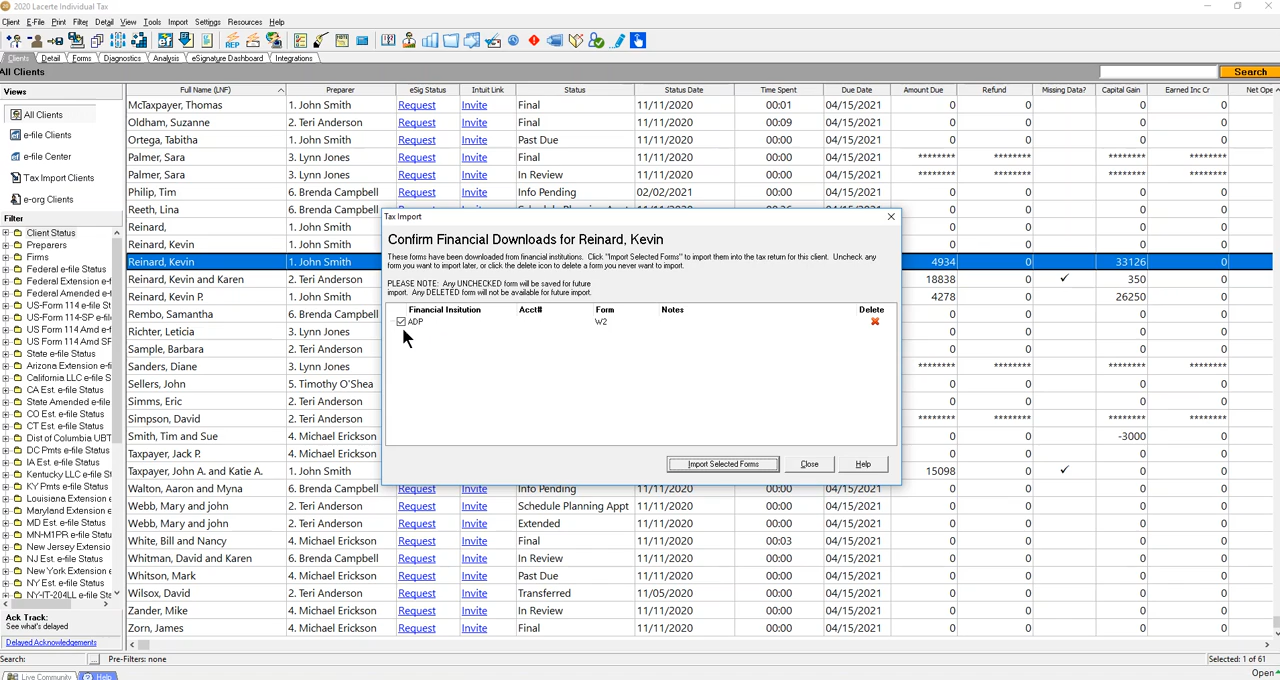 2020 Lacerte Individual Tax
Client E-File Print Filter Detail View Tools Import Settings Resources Help
Clients Detail Forms Diagnostics Analysis eSignature Dashboard Integrations
All Clients Search
Views
All Clients
e-file Clients
e-file Center
Tax Import Clients
e-org Clients
Filter
Client Status
Preparers
Firms
Federal e-file Status
Federal Extension e-f
Federal Amended e-f
US-Form 114 e-file St
US-Form 114-SP e-file
US Form 114 Amd e-f
US Form 114 Amd SF
State e-file Status
Arizona Extension e-fi
California LLC e-file S
CA Est. e-file Status
State Amended e-file
CO Est. e-file Status
CT Est. e-file Status
Dist of Columbia UBT
DC Pmts e-file Status
IA Est. e-file Status
Kentucky LLC e-file St
KY Pmts e-file Status
Louisiana Extension e
Maryland Extension e
MD Est. e-file Status
MN-M1PR e-file Statu
New Jersey Extensio
NJ Est. e-file Status
New York Extension e
NY Est. e-file Status
NY-IT-204LL e-file Ste
Ack Track:
See what's delayed
Delayed Acknowledgements
Full Name (LNF) Preparer eSig Status Intuit Link Status Status Date Time Spent Due Date Amount Due Refund Missing Data? Capital Gain Earned Inc Cr Net Ope
McTaxpayer, Thomas 1. John Smith Request Invite Final 11/11/2020 00:01 04/15/2021 0 0 0 0
Oldham, Suzanne 2. Teri Anderson Request Invite Final 11/11/2020 00:09 04/15/2021 0 0 0 0
Ortega, Tabitha 1. John Smith Request Invite Past Due 11/11/2020 00:00 04/15/2021 0 0 0 0
Palmer, Sara 3. Lynn Jones Request Invite Final 11/11/2020 00:00 04/15/2021 ******** ******** ******** ********
Palmer, Sara 3. Lynn Jones Request Invite In Review 11/11/2020 00:00 04/15/2021 ******** ******** ******** ********
Philip, Tim 6. Brenda Campbell Request Invite Info Pending 02/02/2021 00:00 04/15/2021 0 0 0 0
Reeth, Lina 6. Brenda Campbell Request Invite Schedule Planning Appt 11/11/2020 00:26 04/15/2021 0 0 0 0
Reinard, 1. John Smith 0 0 0 0
Reinard, Kevin 1. John Smith 0 0 0 0
Reinard, Kevin 1. John Smith 4934 0 33126 0
Reinard, Kevin and Karen 2. Teri Anderson 18838 0 350 0
Reinard, Kevin P. 1. John Smith 4278 0 26250 0
Rembo, Samantha 6. Brenda Campbell 0 0 0 0
Richter, Leticia 3. Lynn Jones 0 0 0 0
Sample, Barbara 2. Teri Anderson 0 0 0 0
Sanders, Diane 3. Lynn Jones ******** ******** ******** ********
Sellers, John 5. Timothy O'Shea 0 0 0 0
Simms, Eric 2. Teri Anderson 0 0 0 0
Simpson, David 2. Teri Anderson ******** ******** ******** ********
Smith, Tim and Sue 4. Michael Erickson 0 0 -3000 0
Taxpayer, Jack P. 4. Michael Erickson 0 0 0 0
Taxpayer, John A. and Katie A. 1. John Smith 15098 0 0 0
Walton, Aaron and Myna 6. Brenda Campbell Request Invite Info Pending 11/11/2020 00:00 04/15/2021 0 0 0 0
Webb, Mary and john 2. Teri Anderson Request Invite Schedule Planning Appt 11/11/2020 00:00 04/15/2021 0 0 0 0
Webb, Mary and john 2. Teri Anderson Request Invite Extended 11/11/2020 00:00 04/15/2021 0 0 0 0
White, Bill and Nancy 4. Michael Erickson Request Invite Final 11/11/2020 00:03 04/15/2021 0 0 0 0
Whitman, David and Karen 6. Brenda Campbell Request Invite In Review 11/11/2020 00:00 04/15/2021 0 0 0 0
Whitson, Mark 4. Michael Erickson Request Invite Past Due 11/11/2020 00:00 04/15/2021 0 0 0 0
Wilsox, David 2. Teri Anderson Request Invite Transferred 11/05/2020 00:00 04/15/2021 0 0 0 0
Zander, Mike 4. Michael Erickson Request Invite In Review 11/11/2020 00:00 04/15/2021 0 0 0 0
Zorn, James 4. Michael Erickson Request Invite Final 11/11/2020 00:00 04/15/2021 0 0 0 0
Tax Import
Confirm Financial Downloads for Reinard, Kevin
These forms have been downloaded from financial institutions. Click "Import Selected Forms" to import them into the tax return for this client. Uncheck any
form you want to import later, or click the delete icon to delete a form you never want to import.
PLEASE NOTE: Any UNCHECKED form will be saved for future
import. Any DELETED form will not be available for future import.
Financial Insitution Acct# Form Notes Delete
ADP W2
Import Selected Forms Close Help
Search: ... Pre-Filters: none Selected: 1 of 61
Live Community Help Open